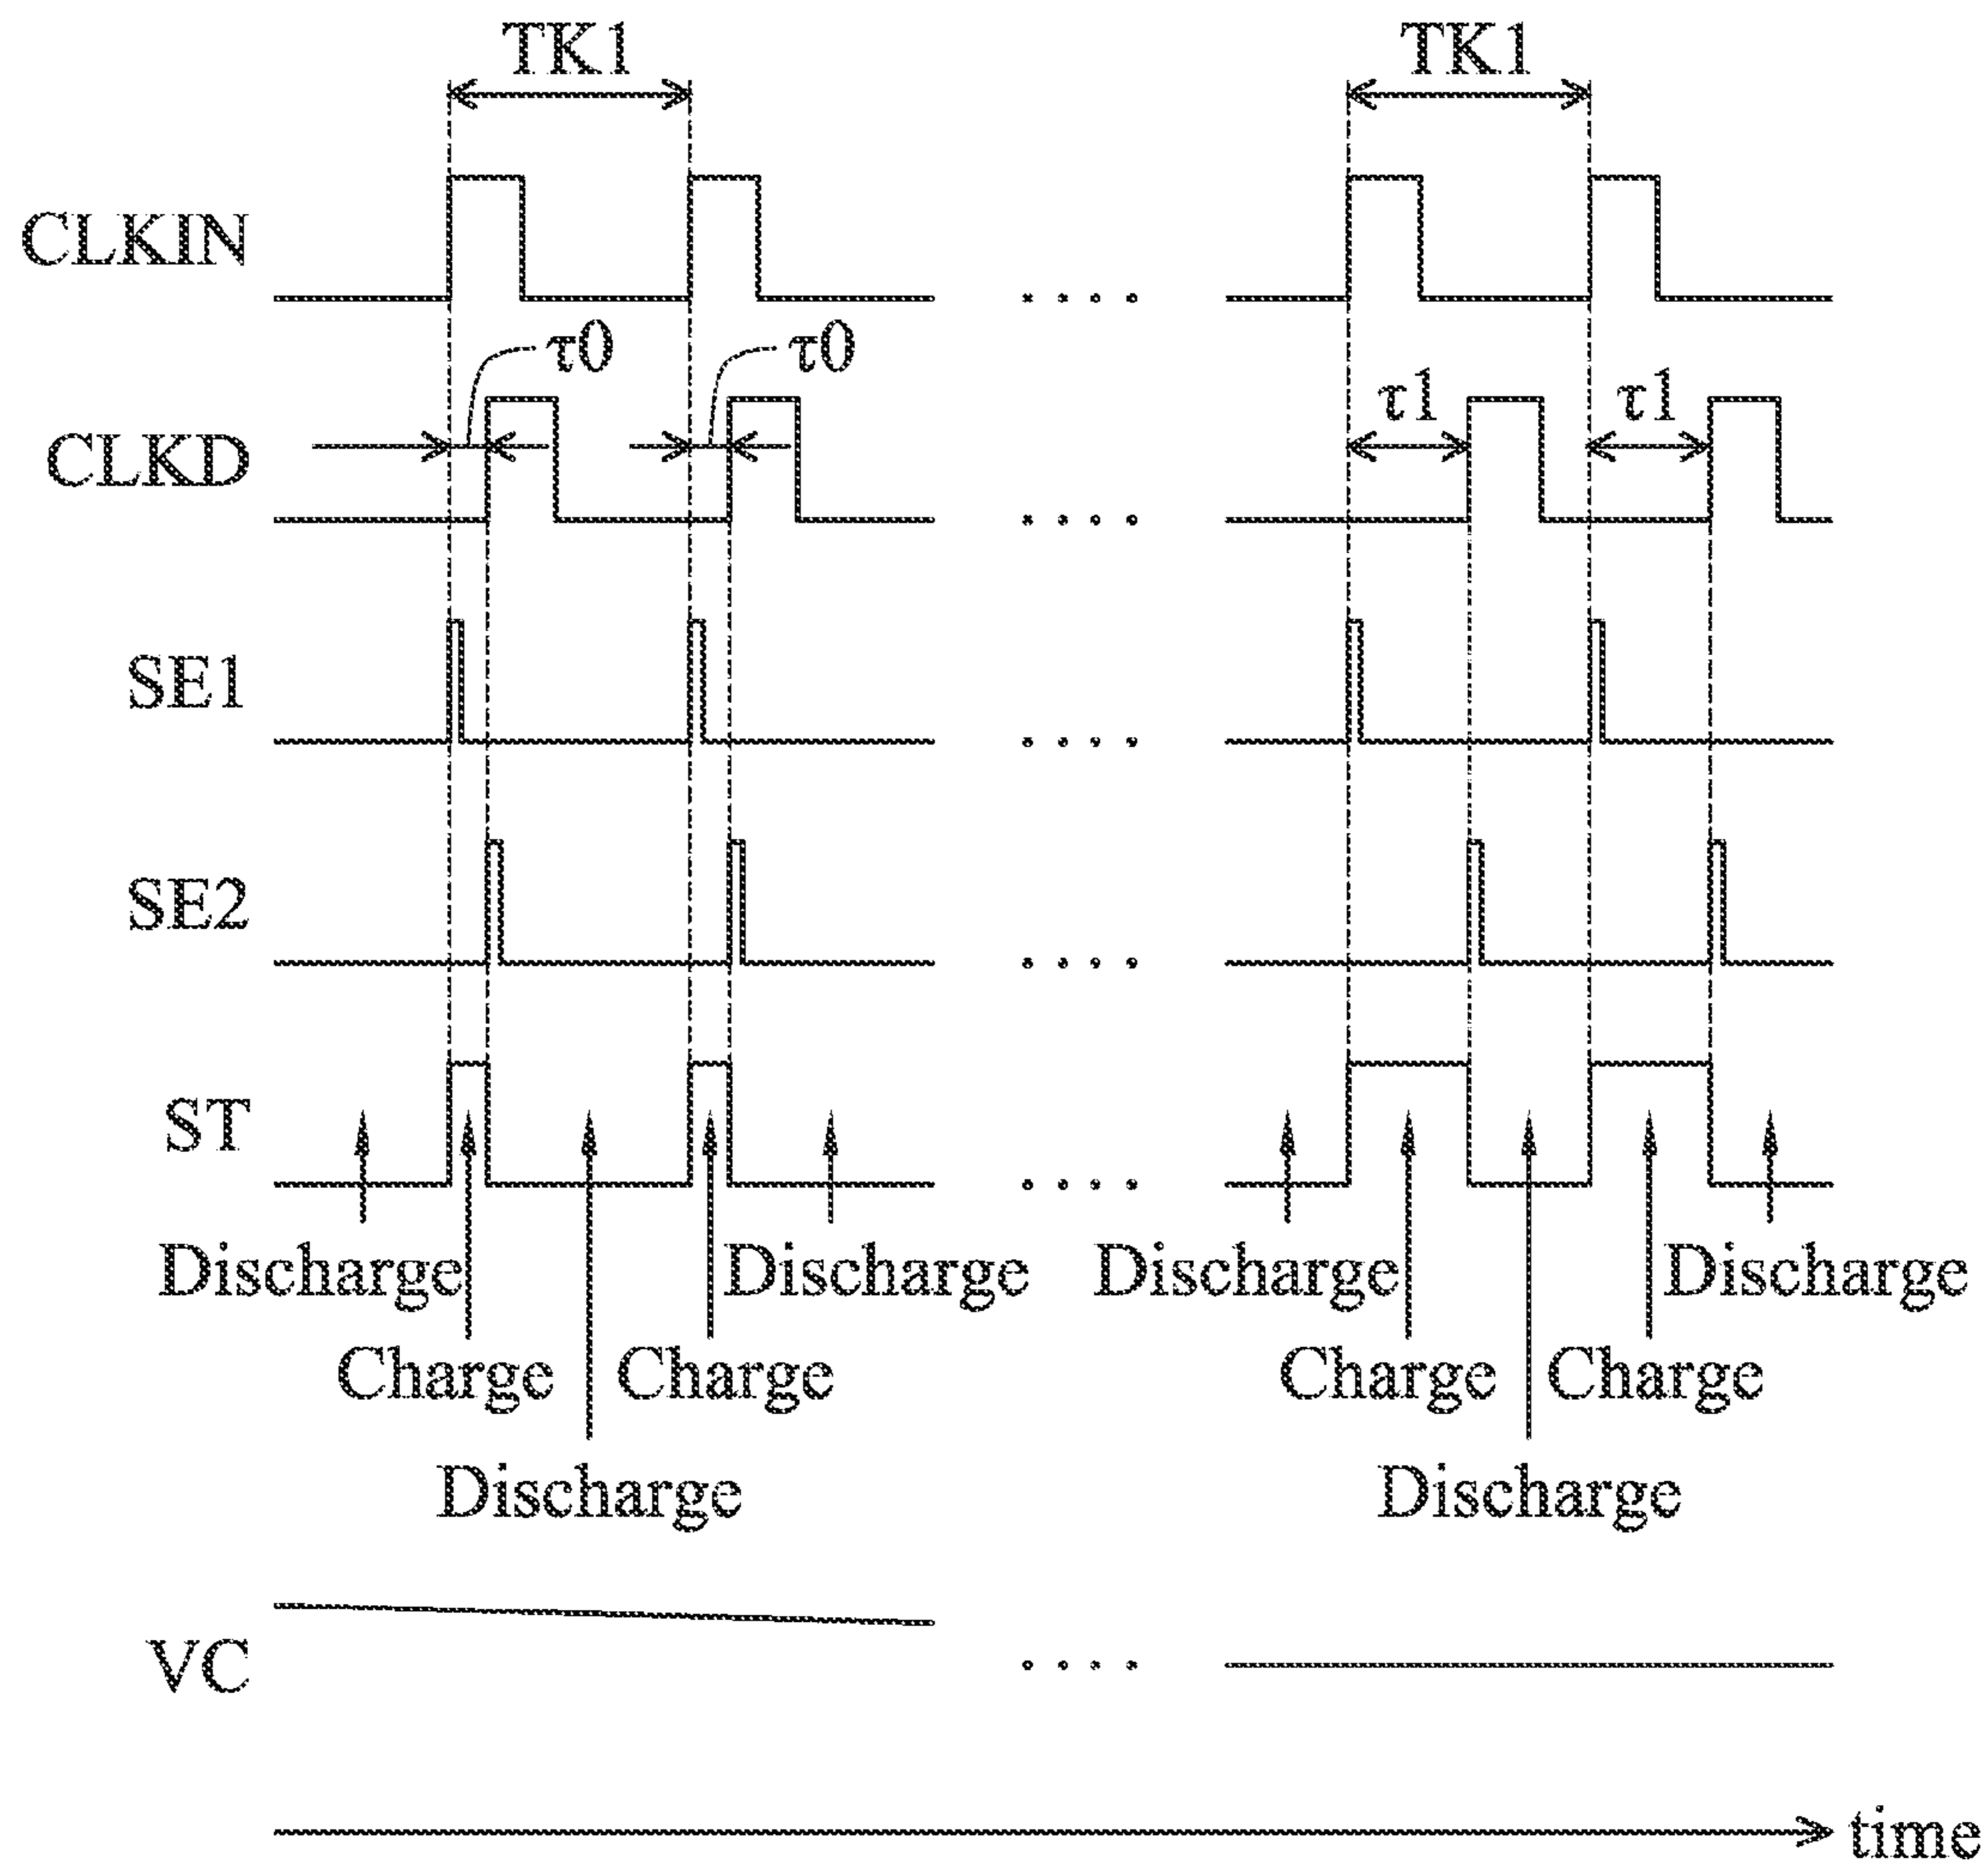 TK1 TK1
CLKIN
τ0 τ0
τ1 τ1
CLKD
SE1
SE2
ST
Discharge Discharge Discharge Discharge
Charge Charge Charge Charge
Discharge Discharge
VC
time